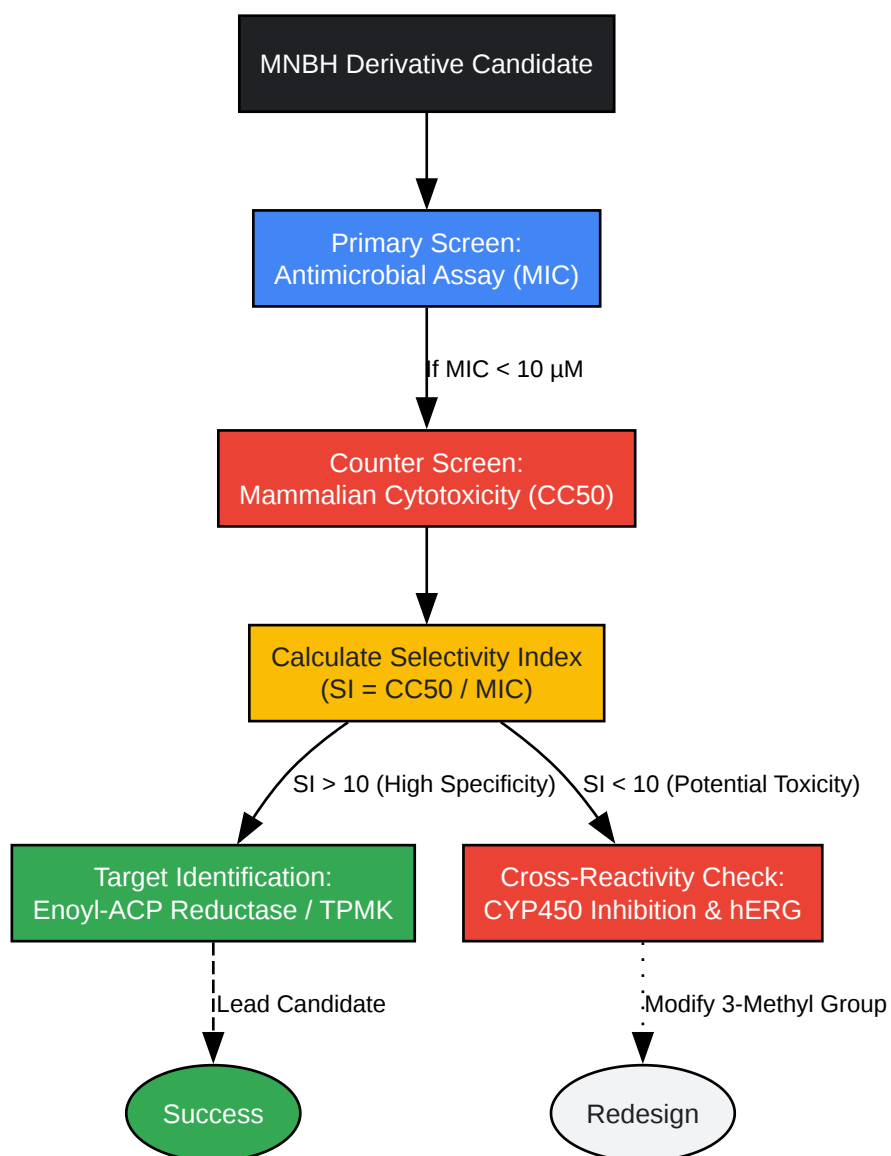 MNBH Derivative Candidate
Primary Screen:
Antimicrobial Assay (MIC)
If MIC < 10 µM
Counter Screen:
Mammalian Cytotoxicity (CC50)
Calculate Selectivity Index
(SI = CC50 / MIC)
SI > 10 (High Specificity)
SI < 10 (Potential Toxicity)
Target Identification:
Enoyl-ACP Reductase / TPMK
Cross-Reactivity Check:
CYP450 Inhibition & hERG
Lead Candidate
Modify 3-Methyl Group
Success
Redesign